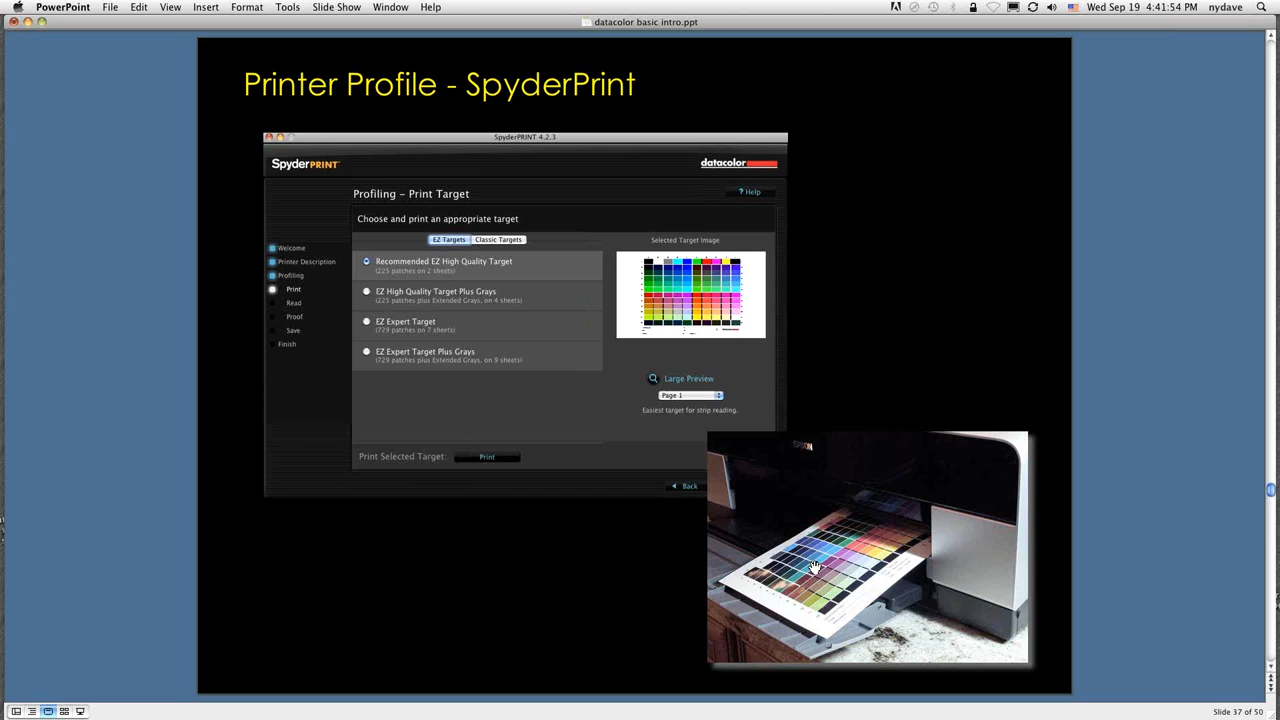 PowerPoint File Edit View Insert Format Tools Slide Show Window Help Wed Sep 19 4:41:54 PM nydave
datacolor basic intro.ppt
Printer Profile - SpyderPrint
SpyderPRINT 4.2.3
SpyderPRINT
datacolor
Profiling - Print Target
? Help
Choose and print an appropriate target
EZ Targets Classic Targets
Selected Target Image
Welcome
Printer Description
Profiling
Print
Read
Proof
Save
Finish
Recommended EZ High Quality Target
(225 patches on 2 sheets)
EZ High Quality Target Plus Grays
(225 patches plus Extended Grays, on 4 sheets)
EZ Expert Target
(729 patches on 7 sheets)
EZ Expert Target Plus Grays
(729 patches plus Extended Grays, on 9 sheets)
Large Preview
Page 1
Easiest target for strip reading.
Print Selected Target: Print
Back
EPSON
Slide 37 of 50